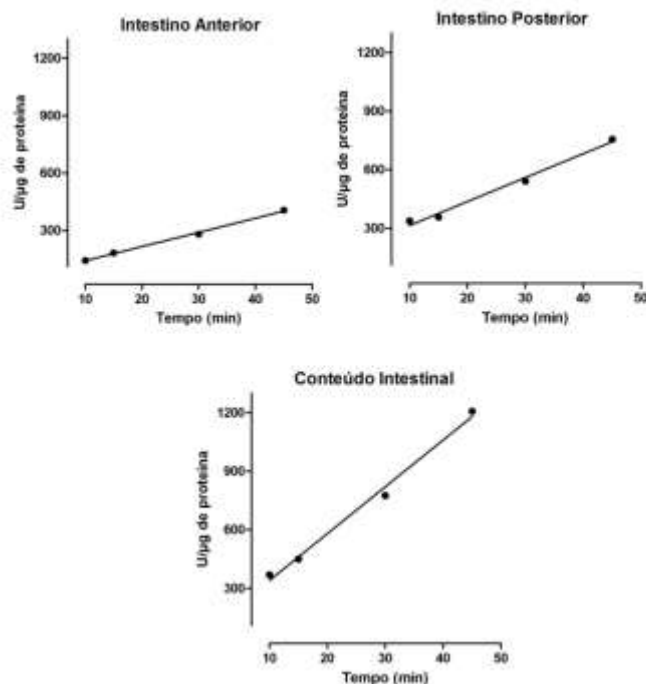 Intestino Anterior
1200
900
600
300
U/µg de proteína
10 20 30 40 50
Tempo (min)
Intestino Posterior
1200
900
600
300
U/µg de proteína
10 20 30 40 50
Tempo (min)
Conteúdo Intestinal
1200
900
600
300
U/µg de proteína
10 20 30 40 50
Tempo (min)